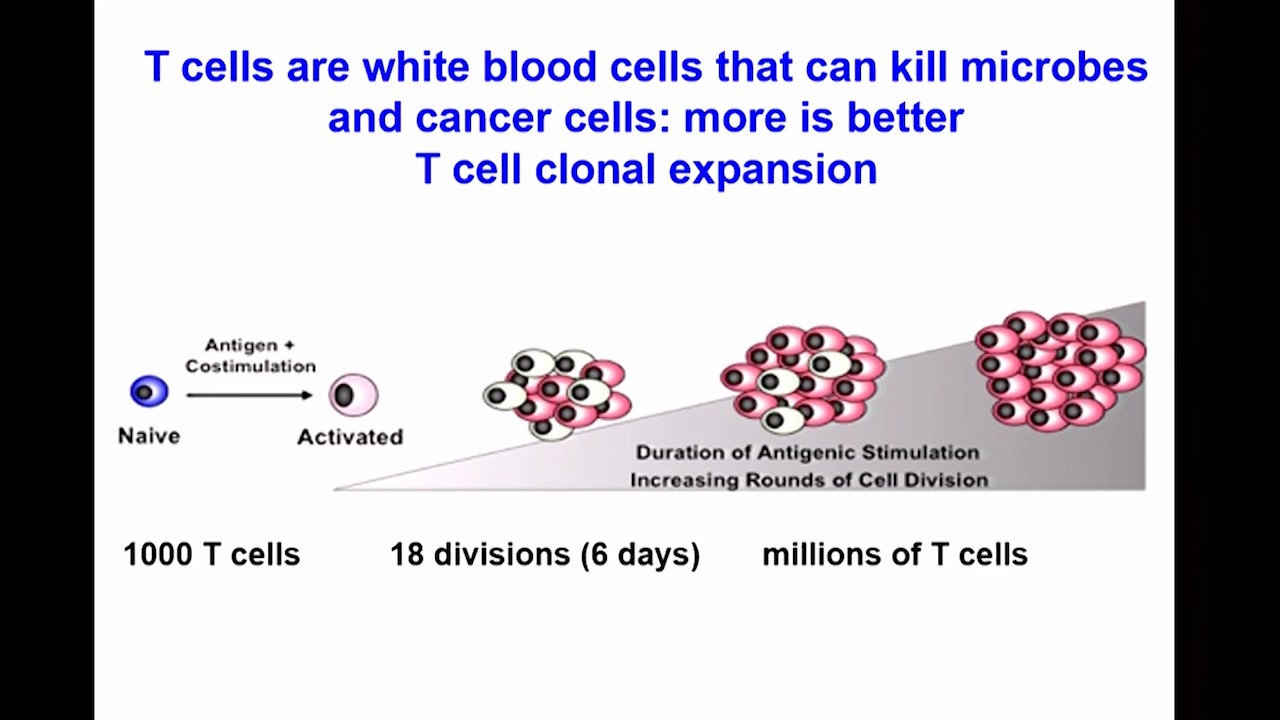 T cells are white blood cells that can kill microbes
and cancer cells: more is better
T cell clonal expansion
Antigen +
Costimulation
Naive
Activated
Duration of Antigenic Stimulation
Increasing Rounds of Cell Division
1000 T cells
18 divisions (6 days)
millions of T cells